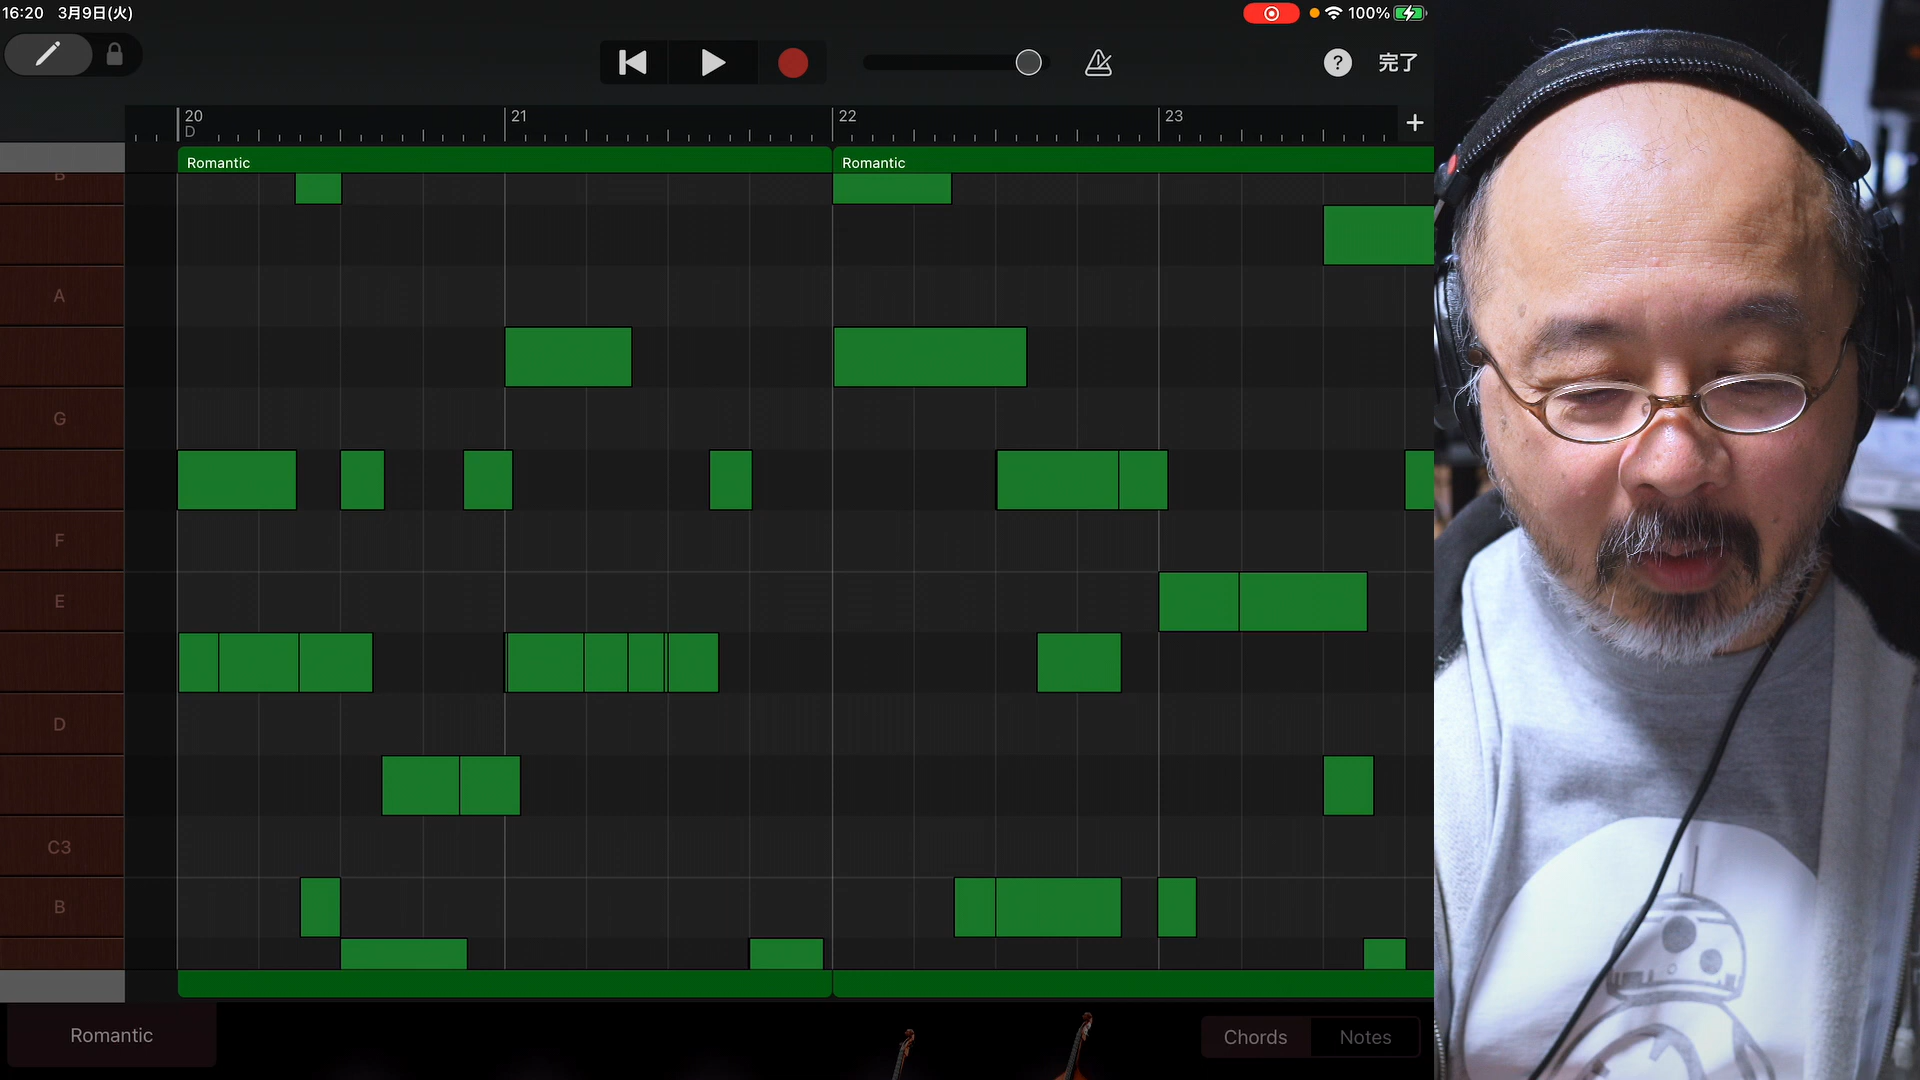 16:20 3月9日(火)
100%
?
完了
20
21
22
23
+
D
Romantic
Romantic
B
A
G
F
E
D
C3
B
Romantic
Chords
Notes